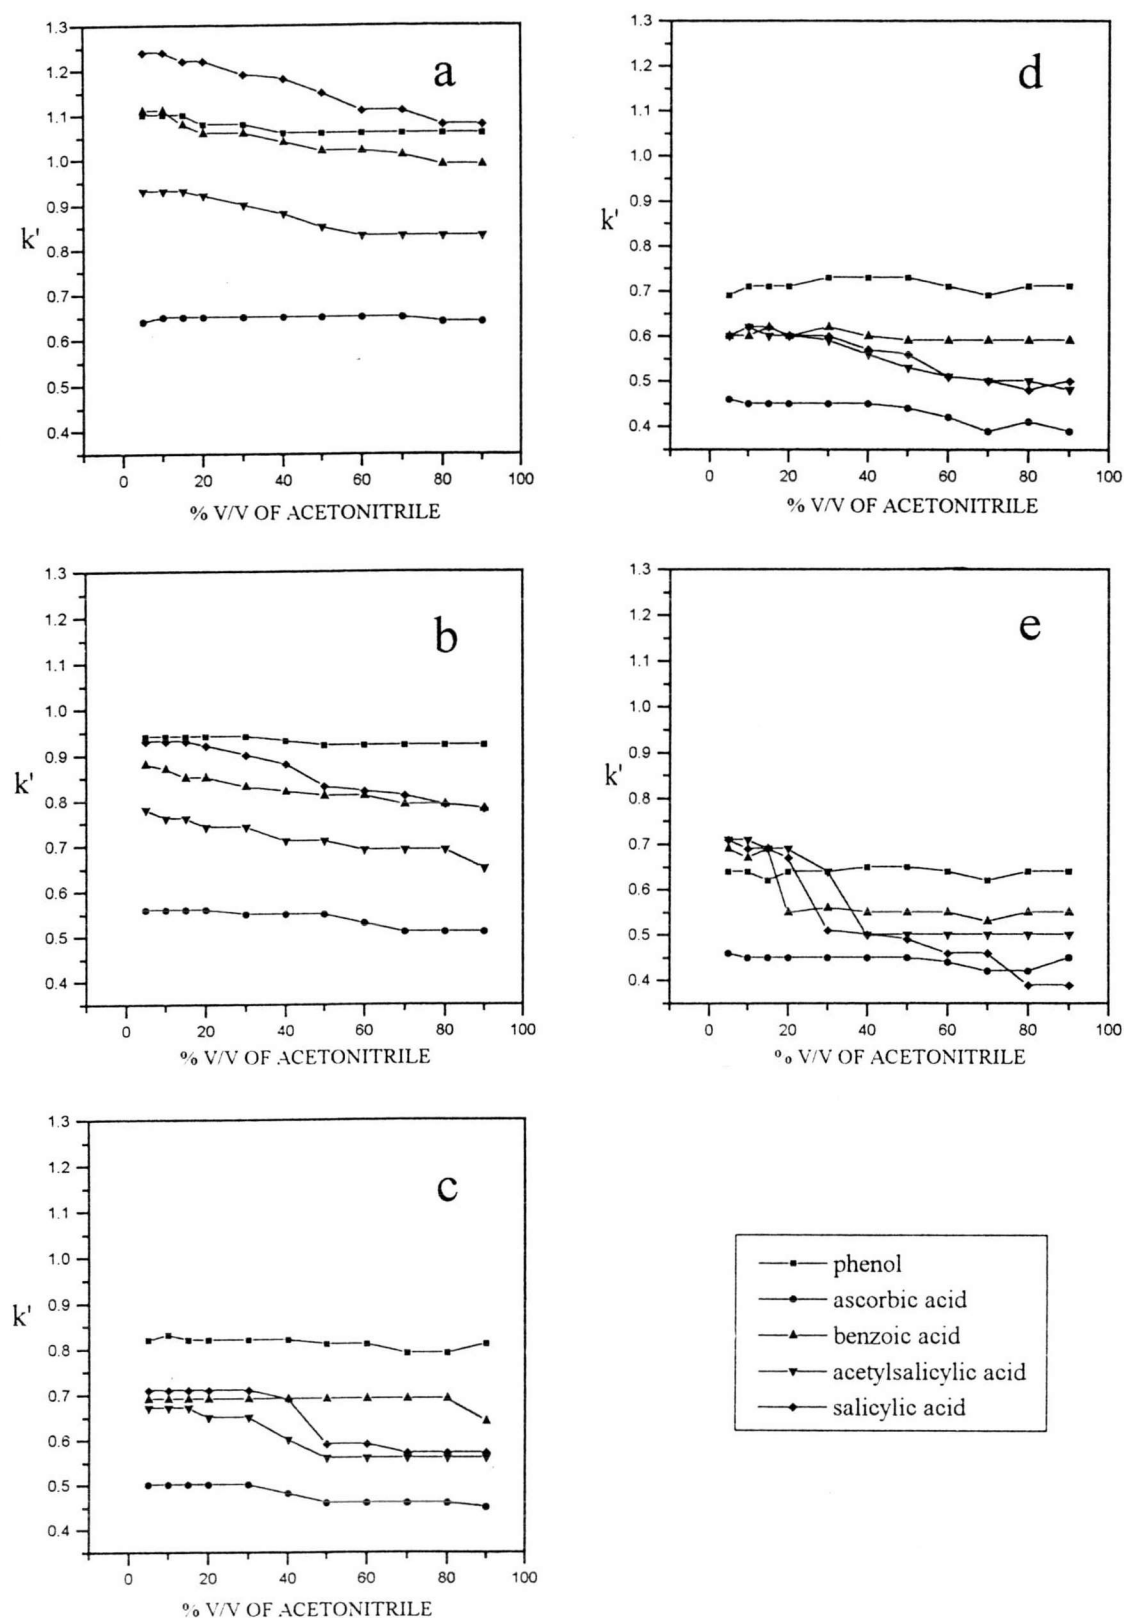 1.3
1.2
1.1
1.0
0.9
0.8
0.7
0.6
0.5
0.4
k'
a
0 20 40 60 80 100
% V/V OF ACETONITRILE
1.3
1.2
1.1
1.0
0.9
0.8
0.7
0.6
0.5
0.4
k'
b
0 20 40 60 80 100
% V/V OF ACETONITRILE
1.3
1.2
1.1
1.0
0.9
0.8
0.7
0.6
0.5
0.4
k'
c
0 20 40 60 80 100
% V/V OF ACETONITRILE
1.3
1.2
1.1
1.0
0.9
0.8
0.7
0.6
0.5
0.4
k'
d
0 20 40 60 80 100
% V/V OF ACETONITRILE
1.3
1.2
1.1
1.0
0.9
0.8
0.7
0.6
0.5
0.4
k'
e
0 20 40 60 80 100
% V/V OF ACETONITRILE
phenol
ascorbic acid
benzoic acid
acetylsalicylic acid
salicylic acid